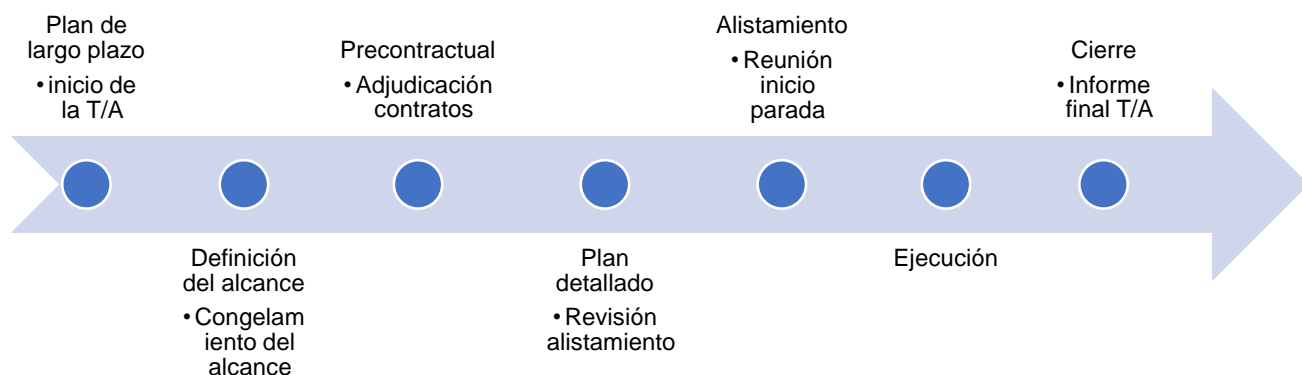 Plan de
largo plazo
• inicio de
la T/A
Definición
del alcance
• Congelam
iento del
alcance
Precontractual
• Adjudicación
contratos
Plan
detallado
• Revisión
alistamiento
Alistamiento
• Reunión
inicio
parada
Ejecución
Cierre
• Informe
final T/A